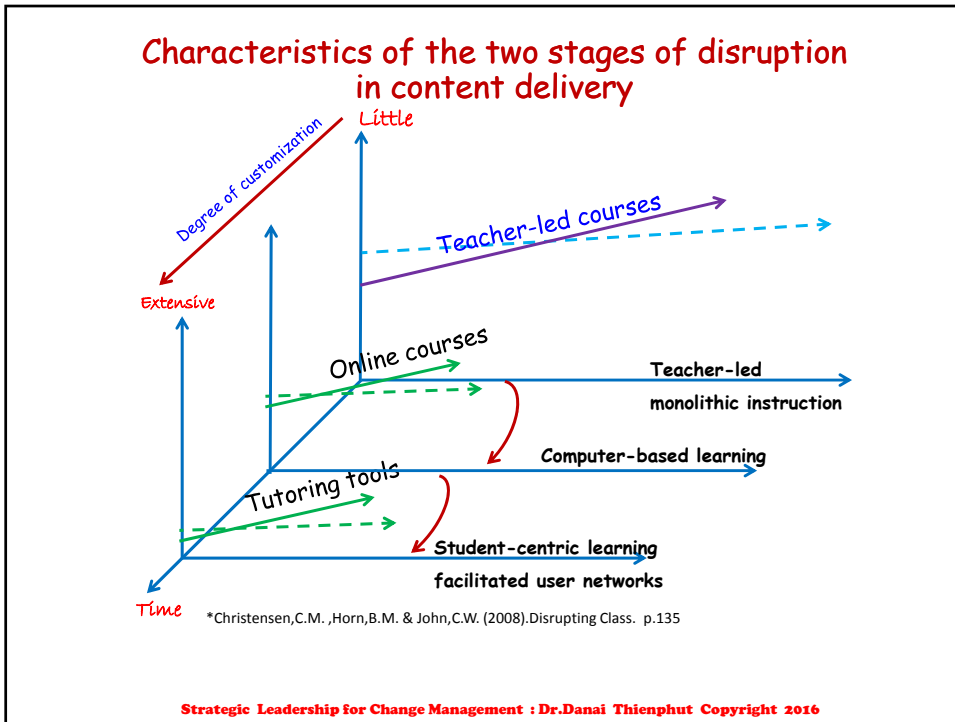 Characteristics of the two stages of disruption
in content delivery
Little
Degree of customization
Extensive
Teacher-led courses
Online courses
Teacher-led
monolithic instruction
Computer-based learning
Tutoring tools
Student-centric learning
facilitated user networks
Time
*Christensen,C.M. ,Horn,B.M. & John,C.W. (2008).Disrupting Class. p.135
Strategic Leadership for Change Management : Dr.Danai Thienphut Copyright 2016